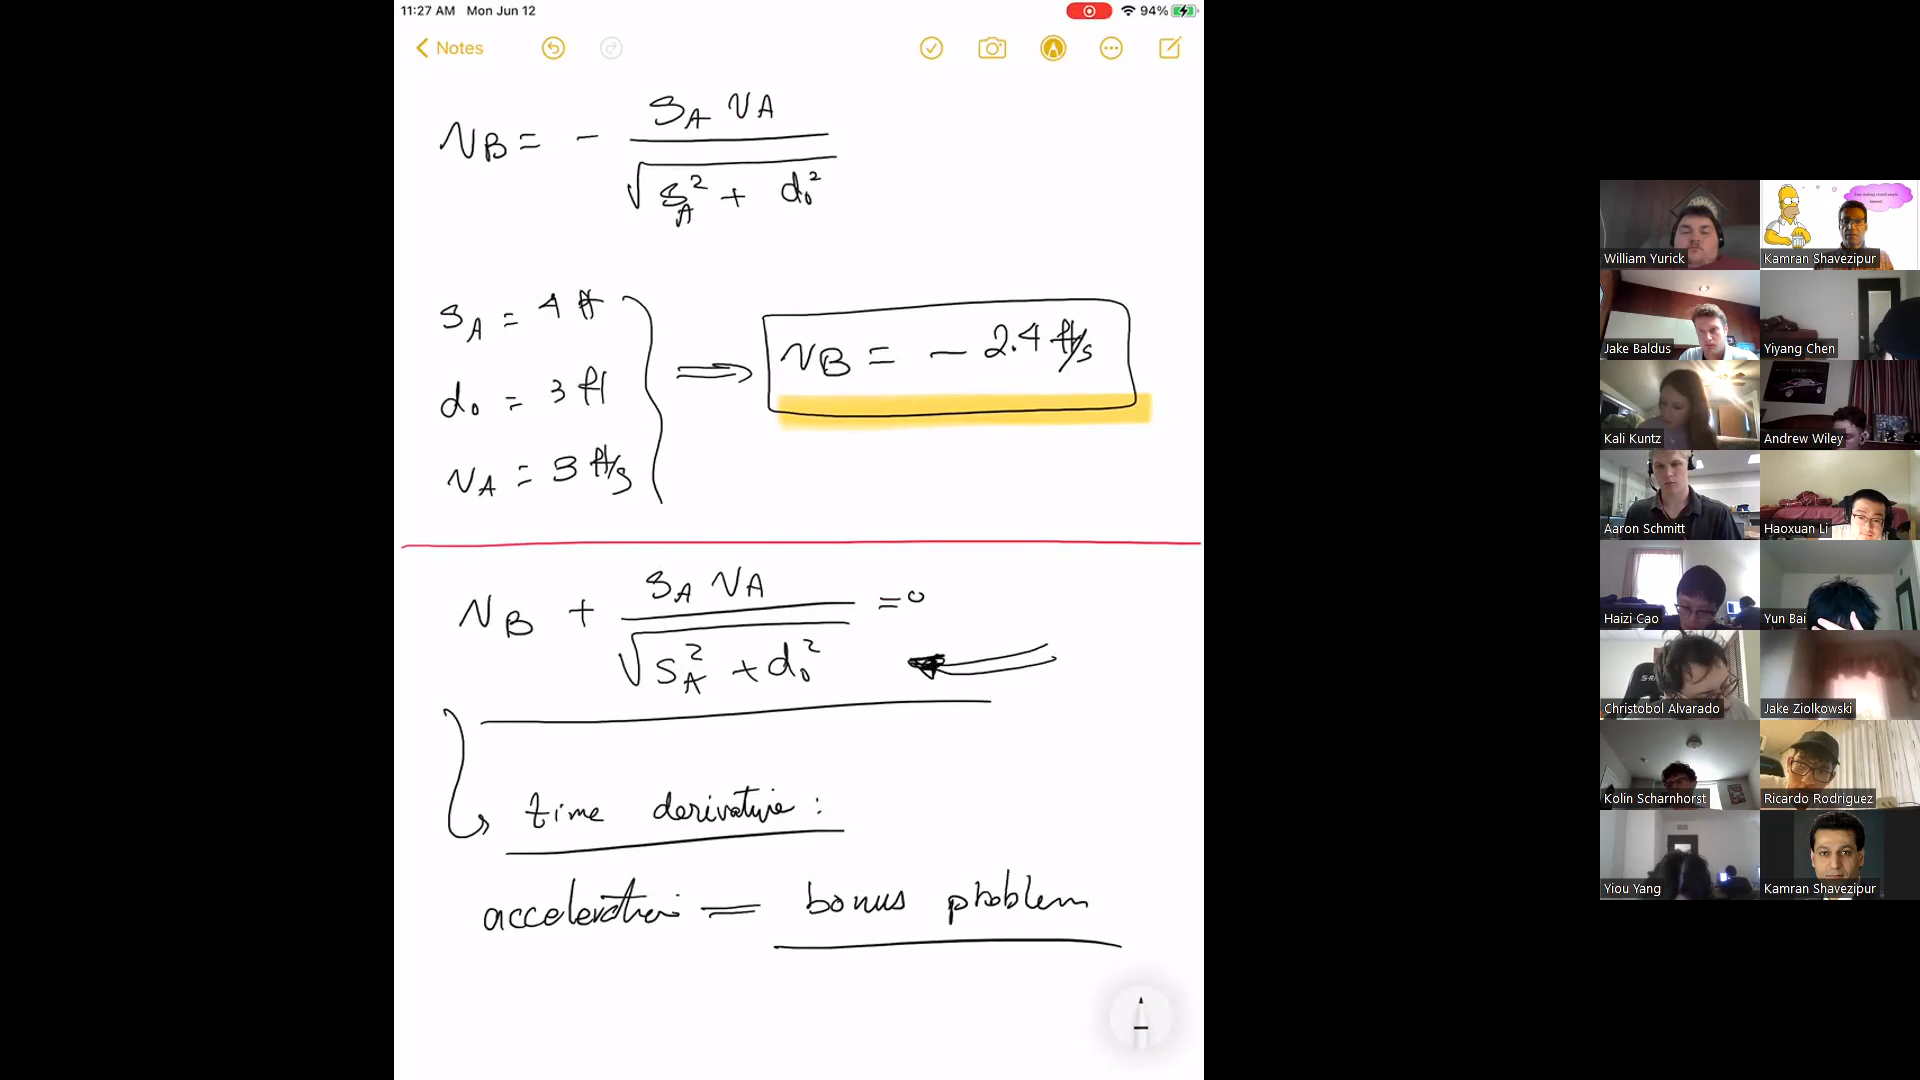 11:27 AM Mon Jun 12
94%
Notes
vB = - sA vA / √(sA² + d₀²)
sA = 4 ft
d₀ = 3 ft
vA = 3 ft/s
⟹ vB = - 2.4 ft/s
vB + sA vA / √(sA² + d₀²) = 0
time derivative :
acceleration = bonus problem
William Yurick
Kamran Shavezipur
Jake Baldus
Yiyang Chen
Kali Kuntz
Andrew Wiley
Aaron Schmitt
Haoxuan Li
Haizi Cao
Yun Bai
Christobol Alvarado
Jake Ziolkowski
Kolin Scharnhorst
Ricardo Rodriguez
Yiou Yang
Kamran Shavezipur